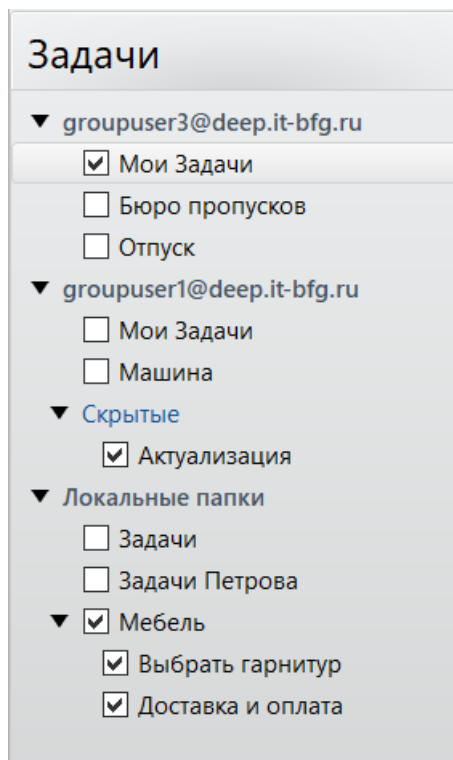 Задачи
groupuser3@deep.it-bfg.ru
Мои Задачи
Бюро пропусков
Отпуск
groupuser1@deep.it-bfg.ru
Мои Задачи
Машина
Скрытые
Актуализация
Локальные папки
Задачи
Задачи Петрова
Мебель
Выбрать гарнитур
Доставка и оплата